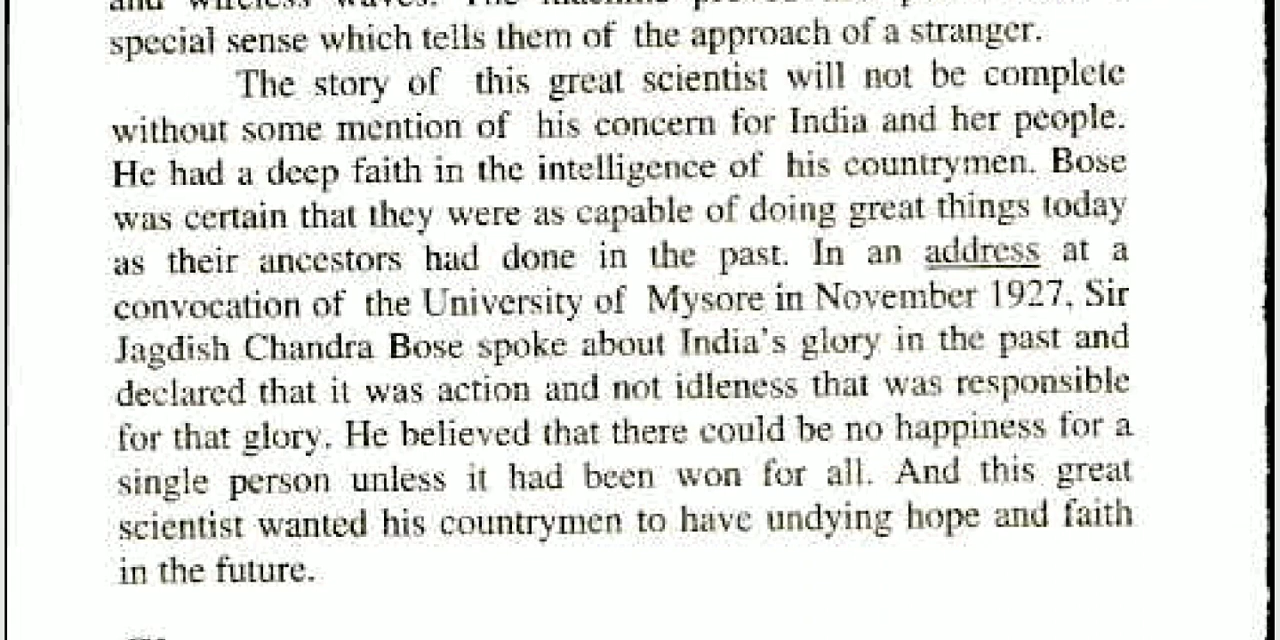 and wireless waves. The machine
special sense which tells them of the approach of a stranger.
The story of this great scientist will not be complete
without some mention of his concern for India and her people.
He had a deep faith in the intelligence of his countrymen. Bose
was certain that they were as capable of doing great things today
as their ancestors had done in the past. In an address at a
convocation of the University of Mysore in November 1927, Sir
Jagdish Chandra Bose spoke about India's glory in the past and
declared that it was action and not idleness that was responsible
for that glory. He believed that there could be no happiness for a
single person unless it had been won for all. And this great
scientist wanted his countrymen to have undying hope and faith
in the future.